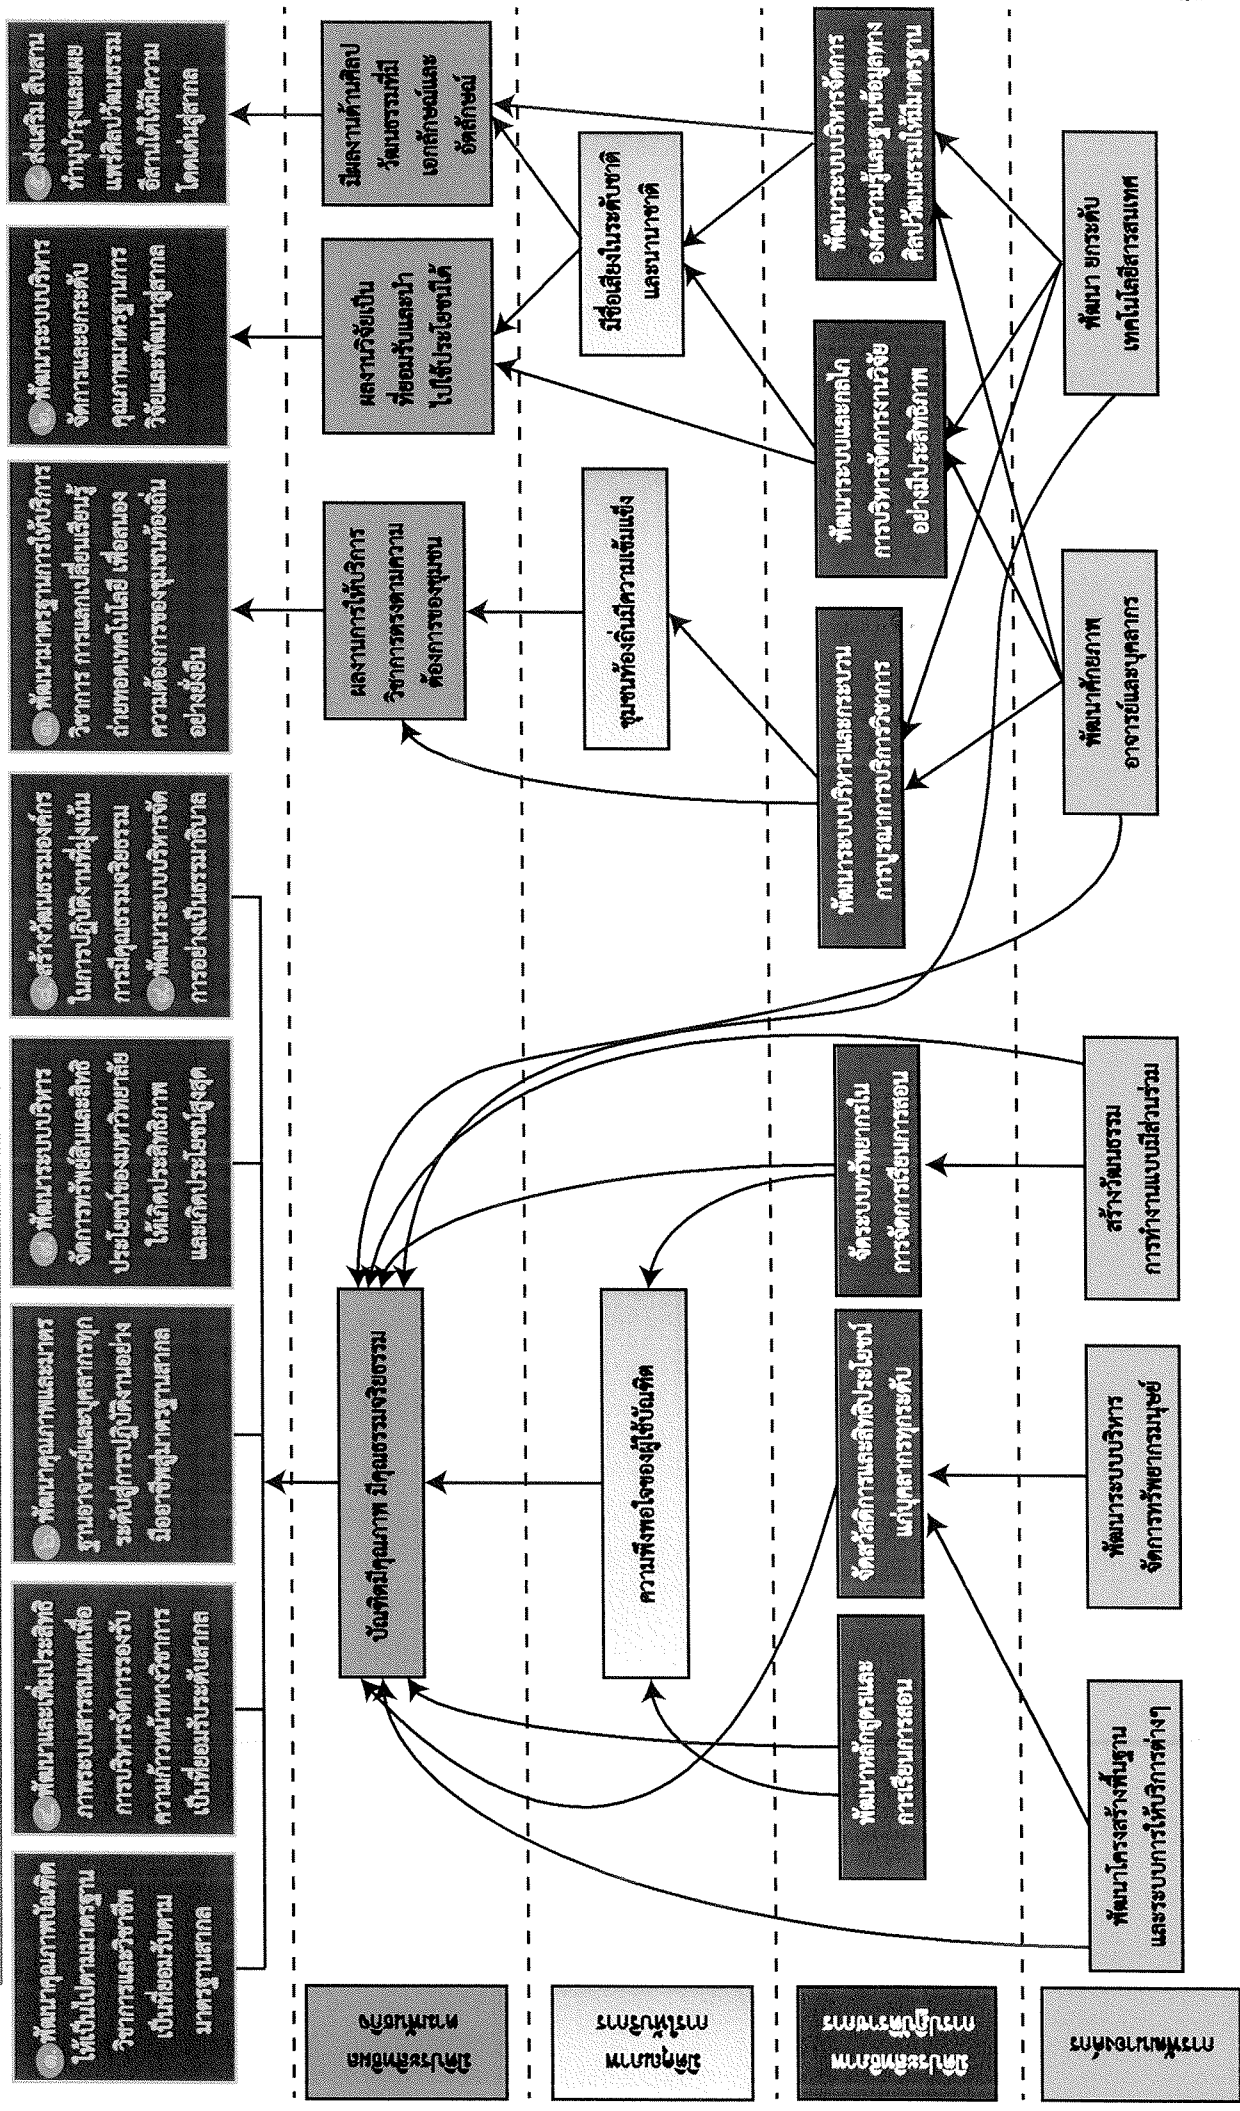 ๑ พัฒนาคุณภาพบัณฑิต
ให้เป็นไปตามมาตรฐาน
วิชาการและวิชาชีพ
เป็นที่ยอมรับตาม
มาตรฐานสากล
พัฒนาและเพิ่มประสิทธิ
ภาพระบบสารสนเทศเพื่อ
การบริหารจัดการรองรับ
ความก้าวหน้าทางวิชาการ
เป็นที่ยอมรับระดับสากล
๖ พัฒนาคุณภาพและมาตร
ฐานอาจารย์และบุคลากรทุก
ระดับสู่การปฏิบัติงานอย่าง
มืออาชีพสู่มาตรฐานสากล
พัฒนาระบบบริหาร
จัดการทรัพย์สินและสิทธิ
ประโยชน์ของมหาวิทยาลัย
ให้เกิดประสิทธิภาพ
และเกิดประโยชน์สูงสุด
สร้างวัฒนธรรมองค์กร
ในการปฏิบัติงานที่มุ่งเน้น
การมีคุณธรรมจริยธรรม
พัฒนาระบบบริหารจัด
การอย่างเป็นธรรมาภิบาล
๓ พัฒนามาตรฐานการให้บริการ
วิชาการ การแลกเปลี่ยนเรียนรู้
ถ่ายทอดเทคโนโลยี เพื่อสนอง
ความต้องการของชุมชนท้องถิ่น
อย่างยั่งยืน
๒ พัฒนาระบบบริหาร
จัดการและยกระดับ
คุณภาพมาตรฐานการ
วิจัยและพัฒนาสู่สากล
ส่งเสริม สืบสาน
ทำนุบำรุงและเผย
แพร่ศิลปวัฒนธรรม
อีสานใต้ให้มีความ
โดดเด่นสู่สากล
มิติประสิทธิผล
ตามพันธกิจ
บัณฑิตมีคุณภาพ มีคุณธรรมจริยธรรม
ผลงานการให้บริการ
วิชาการตรงตามความ
ต้องการของชุมชน
ผลงานวิจัยเป็น
ที่ยอมรับและนำ
ไปใช้ประโยชน์ได้
มีผลงานด้านศิลป
วัฒนธรรมที่มี
เอกลักษณ์และ
อัตลักษณ์
มิติคุณภาพ
การให้บริการ
ความพึงพอใจของผู้ใช้บัณฑิต
ชุมชนท้องถิ่นมีความเข้มแข็ง
มีชื่อเสียงในระดับชาติ
และนานาชาติ
มิติประสิทธิภาพ
การปฏิบัติราชการ
พัฒนาหลักสูตรและ
การเรียนการสอน
จัดสวัสดิการและสิทธิประโยชน์
แก่บุคลากรทุกระดับ
จัดระบบทรัพยากรใน
การจัดการเรียนการสอน
พัฒนาระบบบริหารและกระบวน
การบูรณาการบริการวิชาการ
พัฒนาระบบและกลไก
การบริหารจัดการงานวิจัย
อย่างมีประสิทธิภาพ
พัฒนาระบบบริหารจัดการ
องค์ความรู้และฐานข้อมูลทาง
ศิลปวัฒนธรรมให้มีมาตรฐาน
การพัฒนาองค์กร
พัฒนาโครงสร้างพื้นฐาน
และระบบการให้บริการต่างๆ
พัฒนาระบบบริหาร
จัดการทรัพยากรมนุษย์
สร้างวัฒนธรรม
การทำงานแบบมีส่วนร่วม
พัฒนาศักยภาพ
อาจารย์และบุคลากร
พัฒนา ยกระดับ
เทคโนโลยีสารสนเทศ